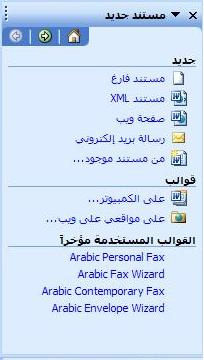 مستند جديد
جديد
مستند فارغ
مستند XML
صفحة ويب
رسالة بريد إلكتروني
من مستند موجود...
قوالب
على الكمبيوتر...
على مواقعي على ويب...
القوالب المستخدمة مؤخراً
Arabic Personal Fax
Arabic Fax Wizard
Arabic Contemporary Fax
Arabic Envelope Wizard